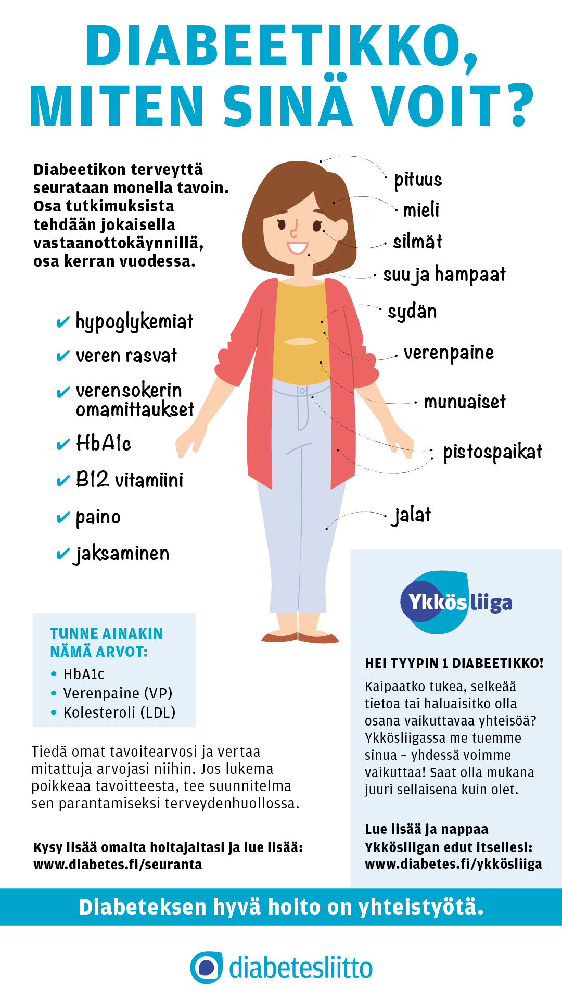 DIABEETIKKO,
MITEN SINÄ VOIT?
Diabeetikon terveyttä
seurataan monella tavoin.
Osa tutkimuksista
tehdään jokaisella
vastaanottokäynnillä,
osa kerran vuodessa.
✔ hypoglykemiat
✔ veren rasvat
✔ verensokerin
omamittaukset
✔ HbA1c
✔ B12 vitamiini
✔ paino
✔ jaksaminen
pituus
mieli
silmät
suu ja hampaat
sydän
verenpaine
munuaiset
pistospaikat
jalat
TUNNE AINAKIN
NÄMÄ ARVOT:
• HbA1c
• Verenpaine (VP)
• Kolesteroli (LDL)
Tiedä omat tavoitearvosi ja vertaa
mitattuja arvojasi niihin. Jos lukema
poikkeaa tavoitteesta, tee suunnitelma
sen parantamiseksi terveydenhuollossa.
Kysy lisää omalta hoitajaltasi ja lue lisää:
www.diabetes.fi/seuranta
Ykkösliiga
HEI TYYPIN 1 DIABEETIKKO!
Kaipaatko tukea, selkeää
tietoa tai haluaisitko olla
osana vaikuttavaa yhteisöä?
Ykkösliigassa me tuemme
sinua – yhdessä voimme
vaikuttaa! Saat olla mukana
juuri sellaisena kuin olet.
Lue lisää ja nappaa
Ykkösliigan edut itsellesi:
www.diabetes.fi/ykkösliiga
Diabeteksen hyvä hoito on yhteistyötä.
diabetesliitto